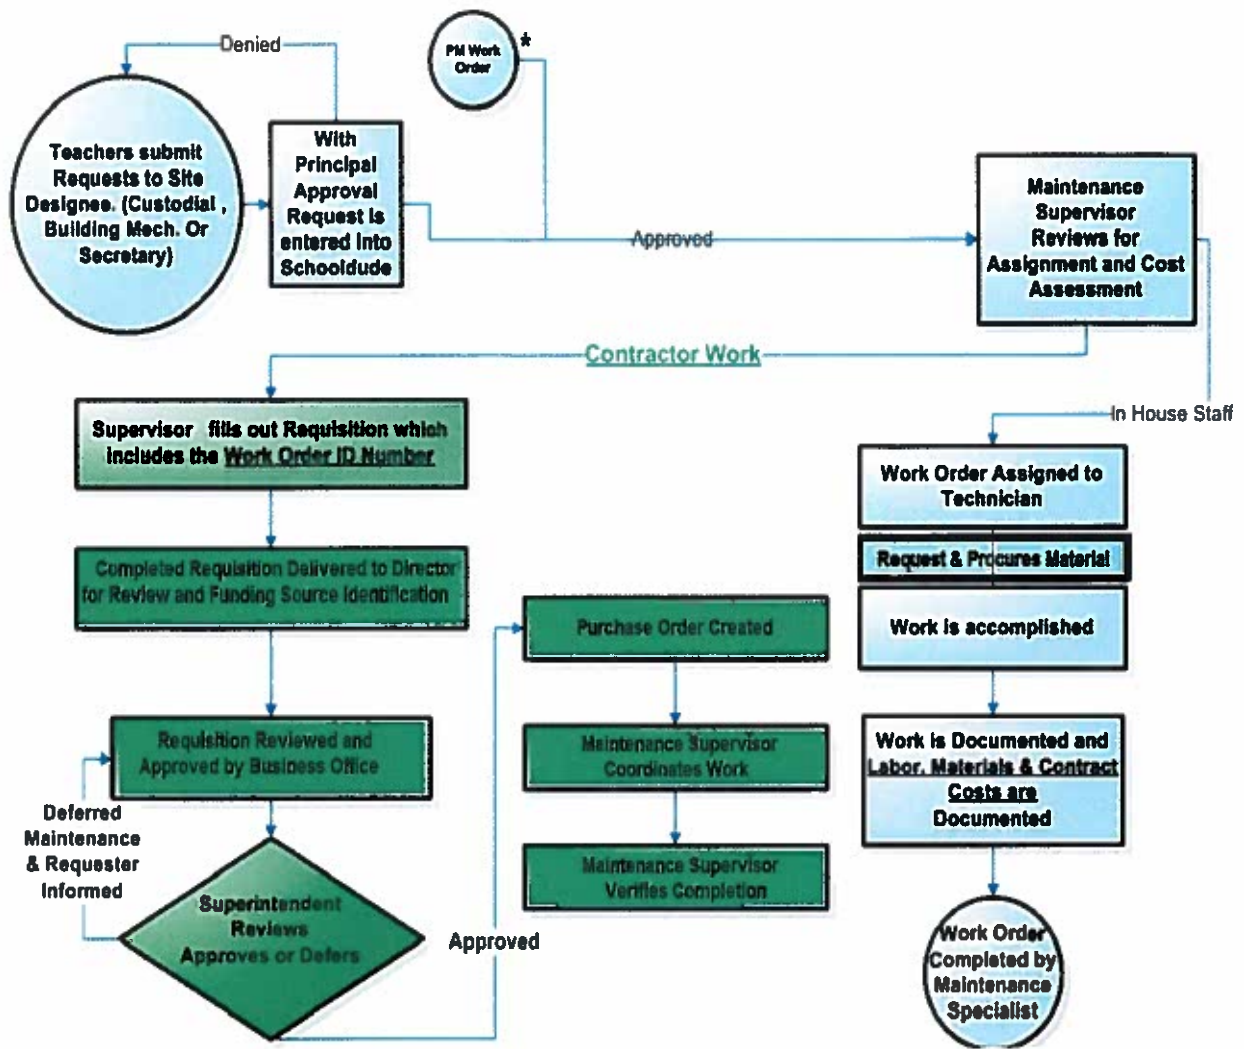 Denied
PM Work
Order
*
Teachers submit
Requests to Site
Designee. (Custodial ,
Building Mech. Or
Secretary)
With
Principal
Approval
Request is
entered into
Schooldude
Approved
Maintenance
Supervisor
Reviews for
Assignment and Cost
Assessment
Contractor Work
In House Staff
Supervisor fills out Requisition which
includes the Work Order ID Number
Completed Requisition Delivered to Director
for Review and Funding Source Identification
Requisition Reviewed and
Approved by Business Office
Deferred
Maintenance
& Requester
Informed
Superintendent
Reviews
Approves or Defers
Approved
Purchase Order Created
Maintenance Supervisor
Coordinates Work
Maintenance Supervisor
Verifies Completion
Work Order Assigned to
Technician
Request & Procures Material
Work is accomplished
Work is Documented and
Labor, Materials & Contract
Costs are
Documented
Work Order
Completed by
Maintenance
Specialist